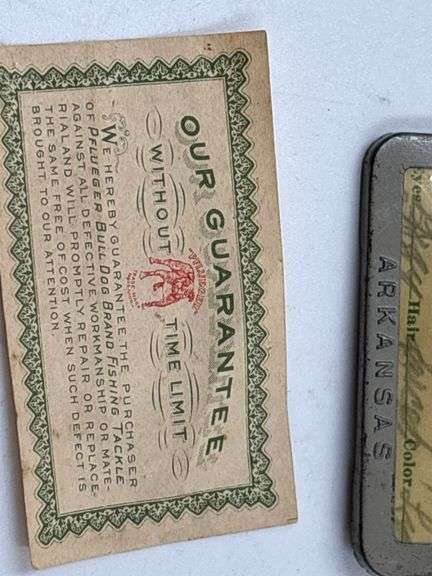 OUR GUARANTEE
WITHOUT TIME LIMIT
PFLUEGER
WE HEREBY GUARANTEE THE PURCHASER
OF PFLUEGER BULL DOG BRAND FISHING TACKLE
AGAINST ALL DEFECTIVE WORKMANSHIP OR MATE-
RIAL AND WILL PROMPTLY REPAIR OR REPLACE
THE SAME FREE OF COST WHEN SUCH DEFECT IS
BROUGHT TO OUR ATTENTION.
Hair Color
ARKANSAS